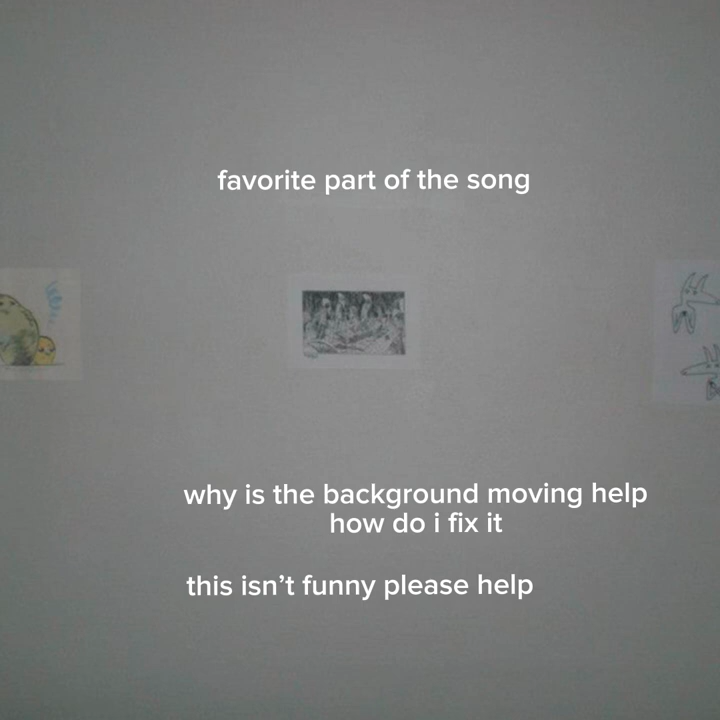 favorite part of the song
why is the background moving help
how do i fix it
this isn’t funny please help